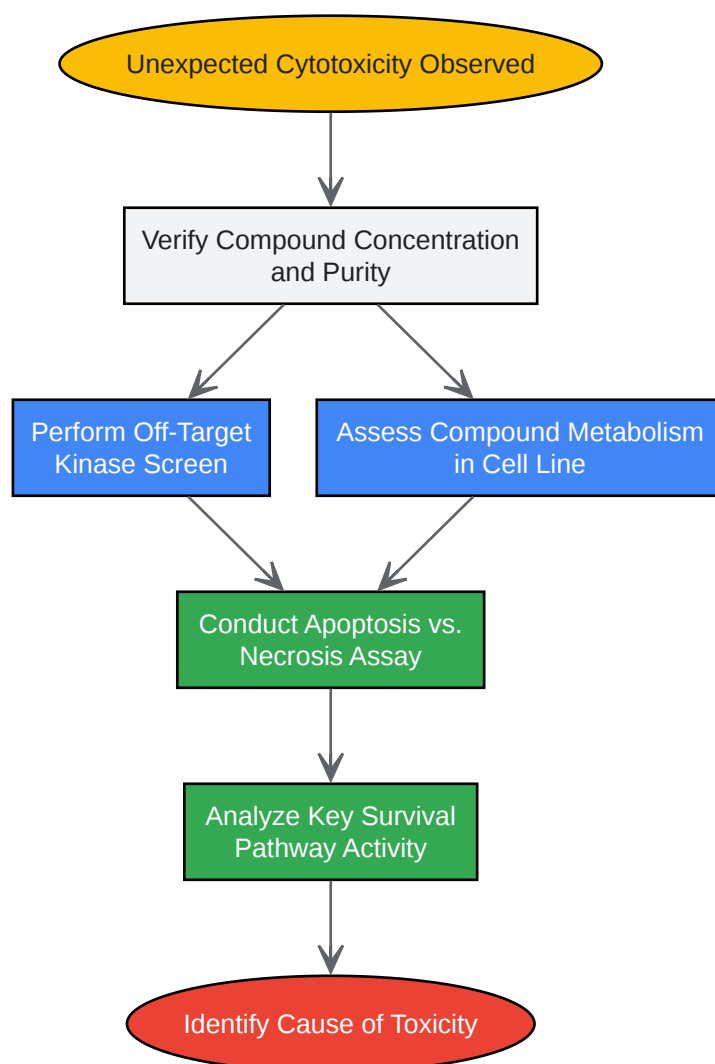 Unexpected Cytotoxicity Observed
Verify Compound Concentration
and Purity
Perform Off-Target
Kinase Screen
Assess Compound Metabolism
in Cell Line
Conduct Apoptosis vs.
Necrosis Assay
Analyze Key Survival
Pathway Activity
Identify Cause of Toxicity